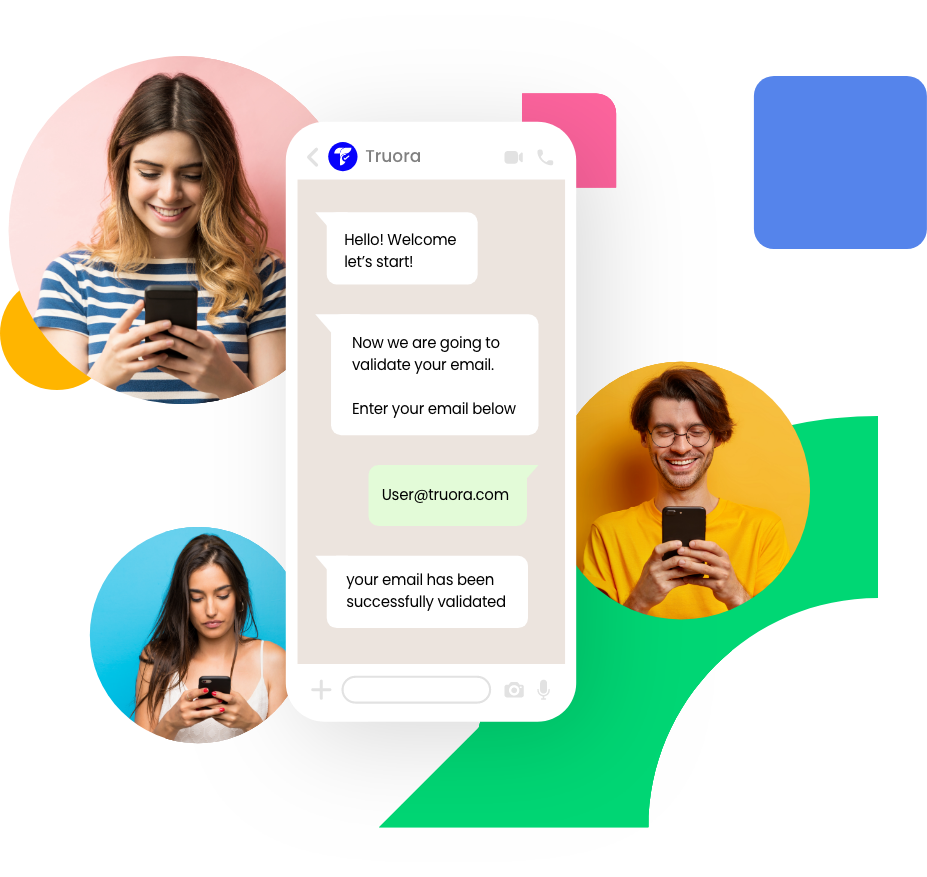 Truora
Hello! Welcome
let’s start!
Now we are going to
validate your email.
Enter your email below
User@truora.com
your email has been
successfully validated